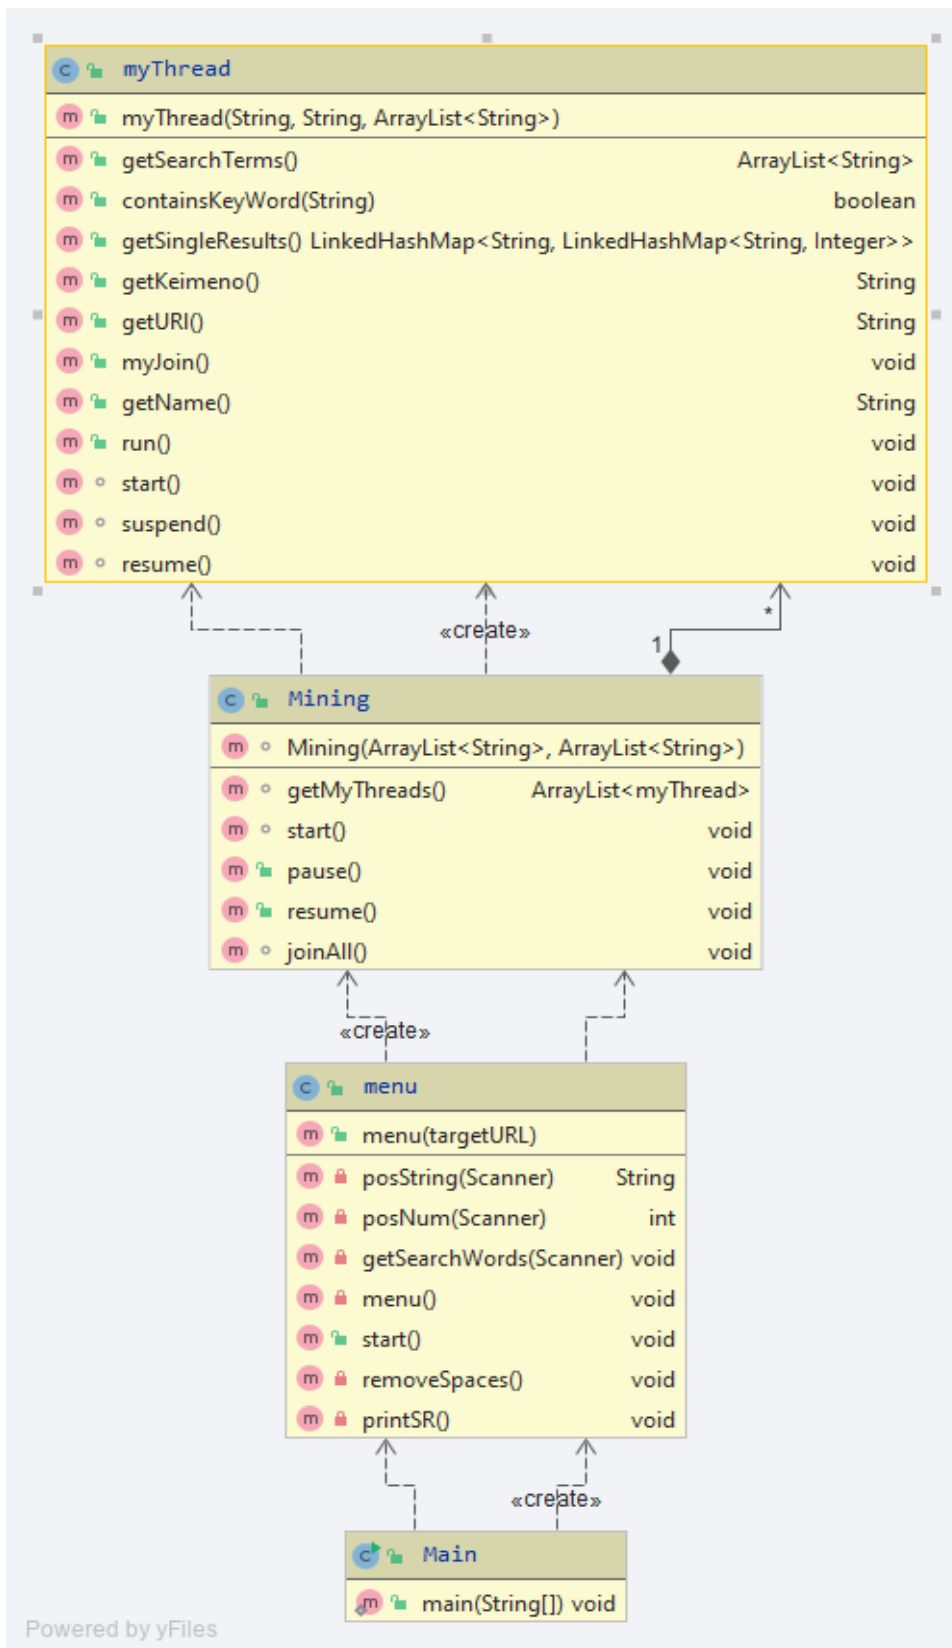 myThread
myThread(String, String, ArrayList<String>)
getSearchTerms() ArrayList<String>
containsKeyWord(String) boolean
getSingleResults() LinkedHashMap<String, LinkedHashMap<String, Integer>>
getKeimeno() String
getURI() String
myJoin() void
getName() String
run() void
start() void
suspend() void
resume() void
«create»
*
1
Mining
Mining(ArrayList<String>, ArrayList<String>)
getMyThreads() ArrayList<myThread>
start() void
pause() void
resume() void
joinAll() void
«create»
menu
menu(targetURL)
posString(Scanner) String
posNum(Scanner) int
getSearchWords(Scanner) void
menu() void
start() void
removeSpaces() void
printSR() void
«create»
Main
main(String[]) void
Powered by yFiles